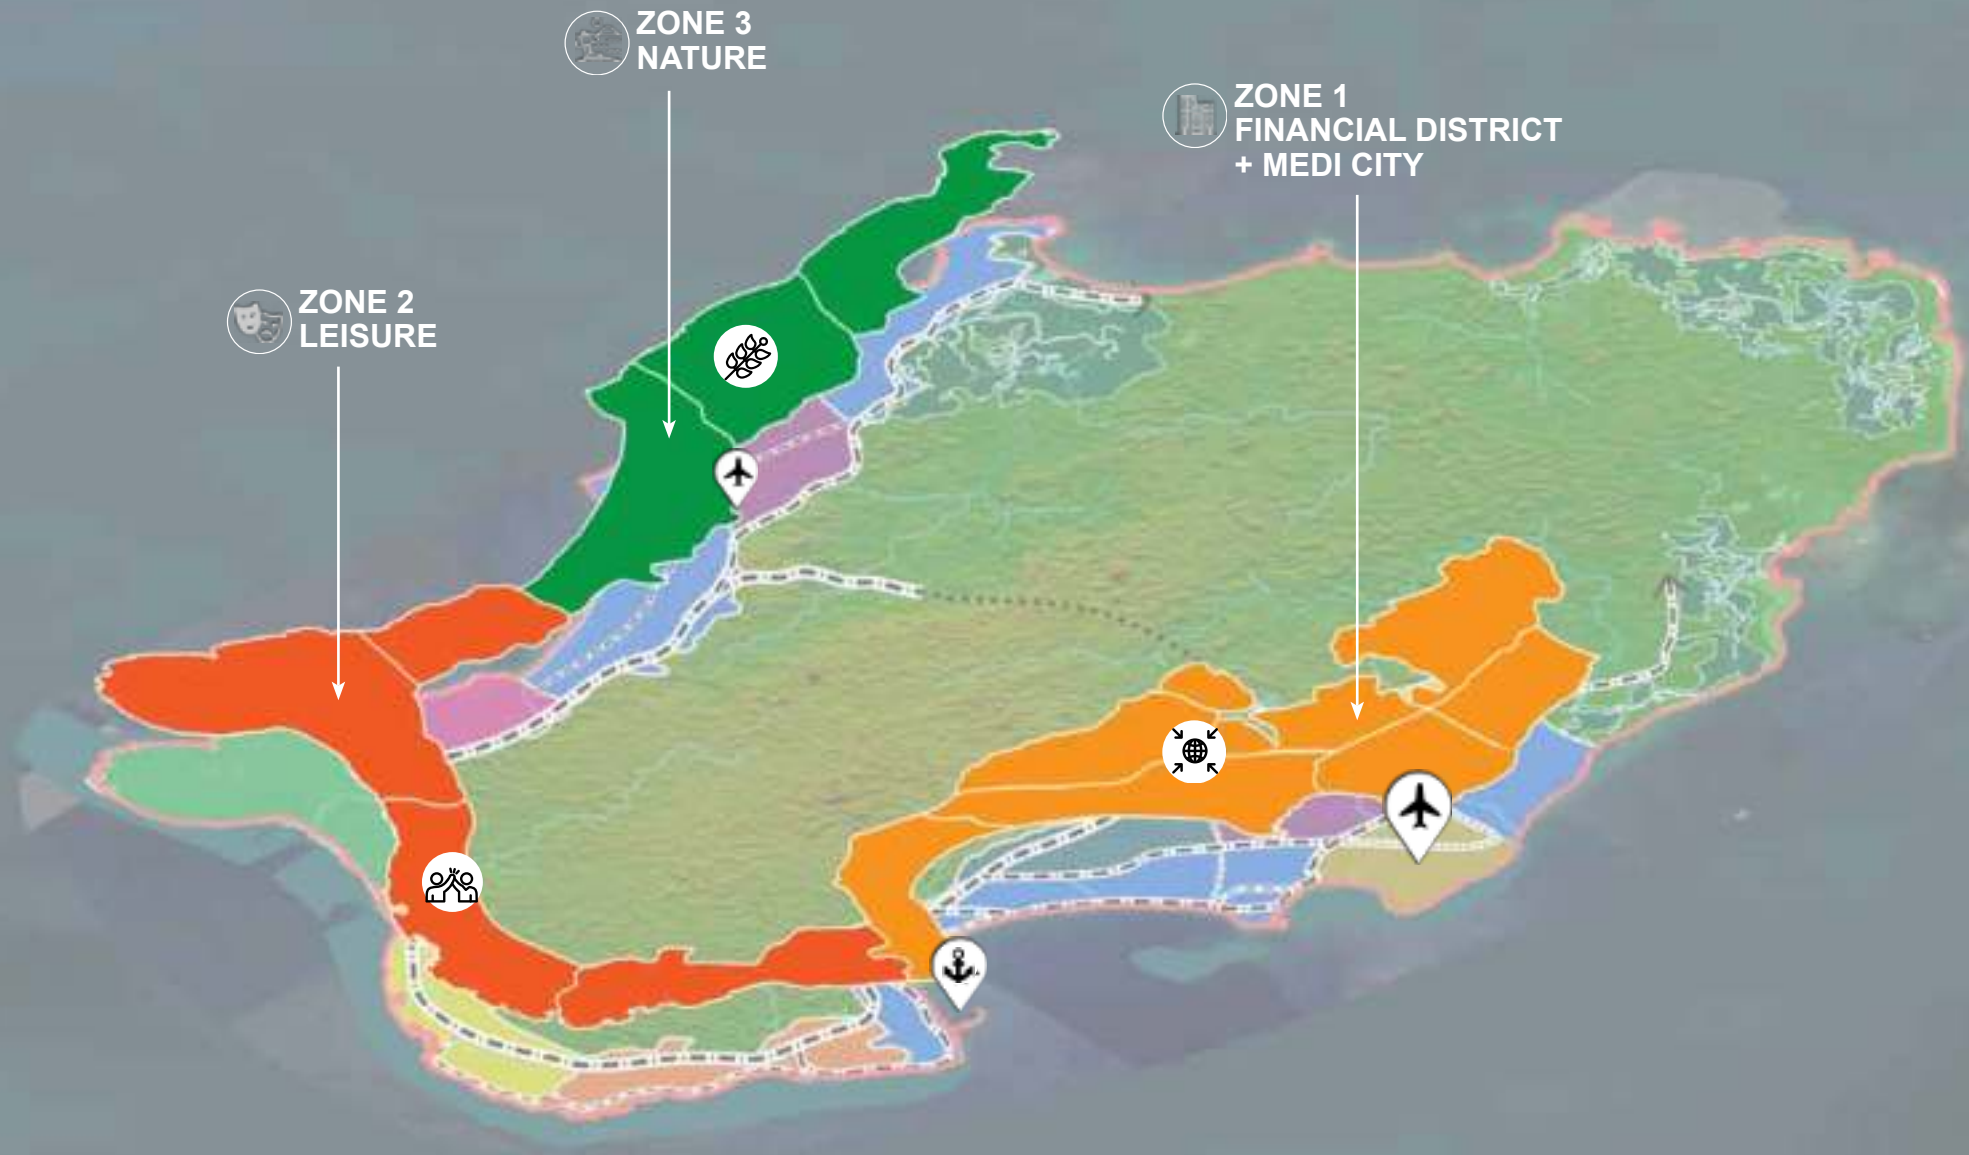 ZONE 3
NATURE
ZONE 1
FINANCIAL DISTRICT
+ MEDI CITY
ZONE 2
LEISURE